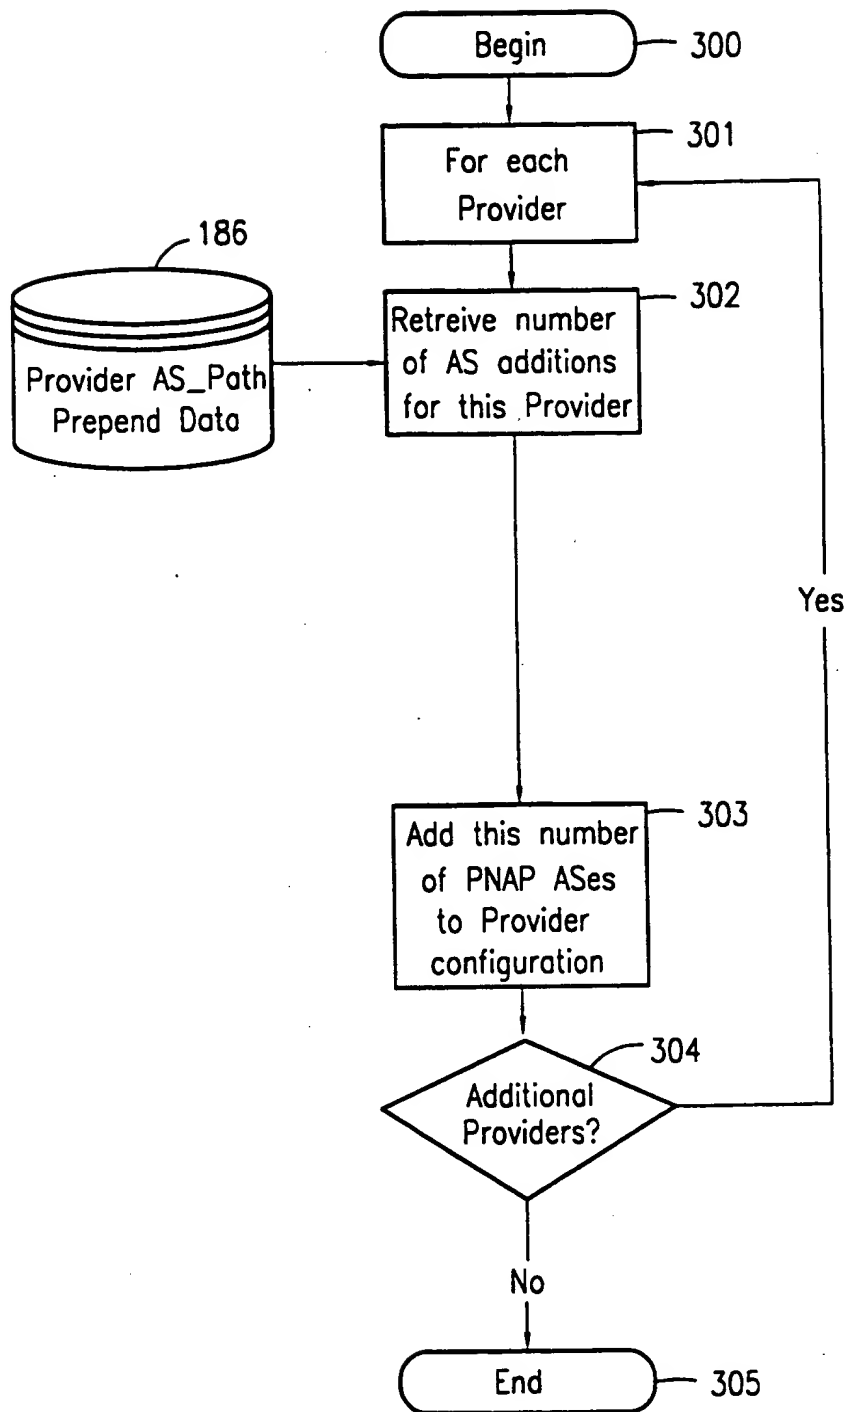 Begin
300
For each
Provider
301
186
Provider AS_Path
Prepend Data
Retreive number
of AS additions
for this Provider
302
Yes
Add this number
of PNAP ASes
to Provider
configuration
303
Additional
Providers?
304
No
End
305